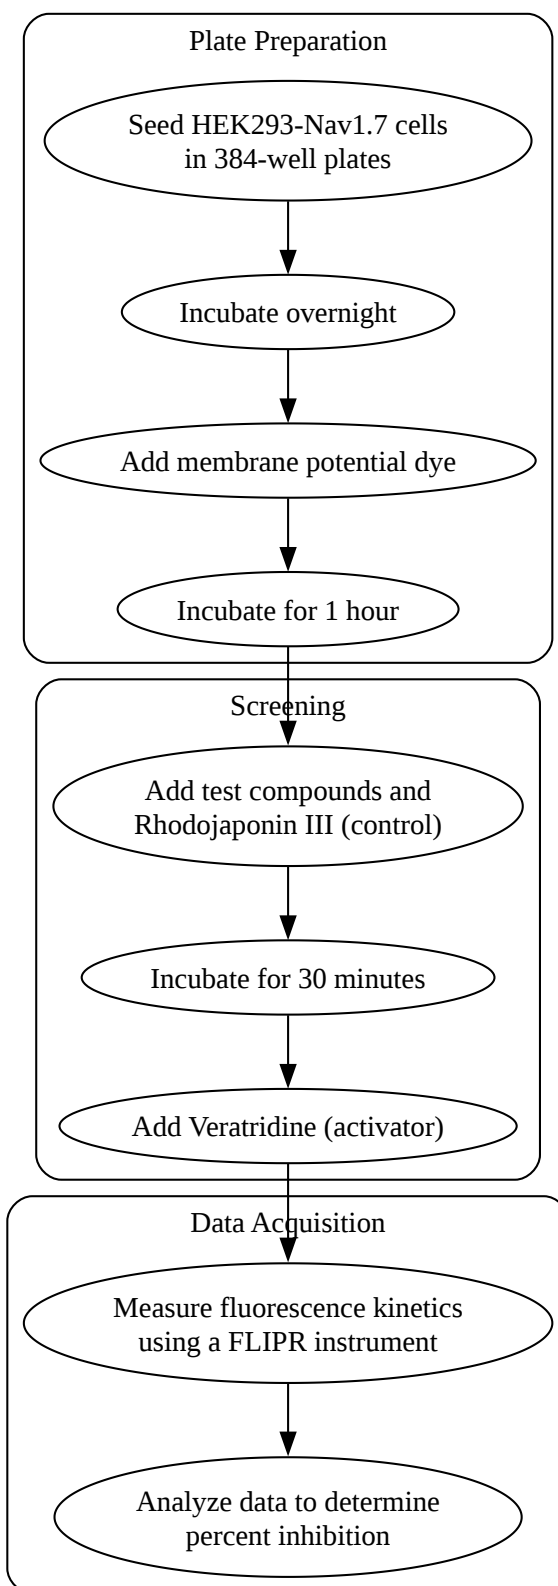 Plate Preparation
Seed HEK293-Nav1.7 cells
in 384-well plates
Incubate overnight
Add membrane potential dye
Incubate for 1 hour
Screening
Add test compounds and
Rhodojaponin III (control)
Incubate for 30 minutes
Add Veratridine (activator)
Data Acquisition
Measure fluorescence kinetics
using a FLIPR instrument
Analyze data to determine
percent inhibition